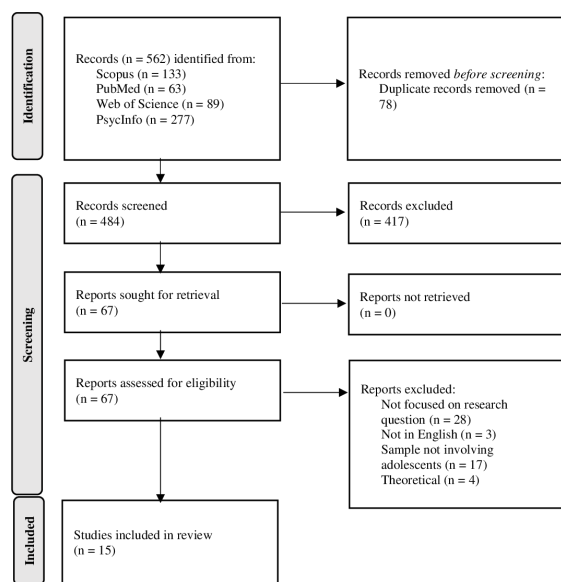 Identification
Records (n = 562) identified from:
Scopus (n = 133)
PubMed (n = 63)
Web of Science (n = 89)
PsycInfo (n = 277)
Records removed before screening:
Duplicate records removed (n =
78)
Screening
Records screened
(n = 484)
Records excluded
(n = 417)
Reports sought for retrieval
(n = 67)
Reports not retrieved
(n = 0)
Reports assessed for eligibility
(n = 67)
Reports excluded:
Not focused on research
question (n = 28)
Not in English (n = 3)
Sample not involving
adolescents (n = 17)
Theoretical (n = 4)
Included
Studies included in review
(n = 15)